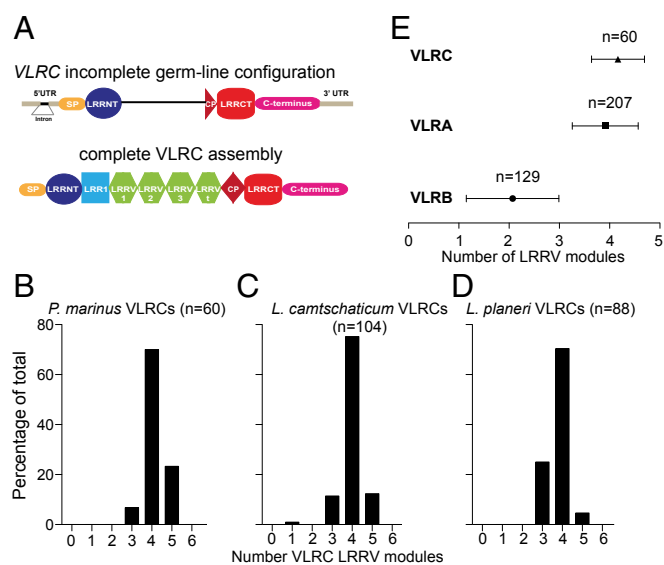 A
VLRC incomplete germ-line configuration
5'UTR
3' UTR
SP
LRRNT
CP
LRRCT
C-terminus
Intron
complete VLRC assembly
SP
LRRNT
LRR1
LRRV
1
LRRV
2
LRRV
3
LRRV
t
CP
LRRCT
C-terminus
E
n=60
VLRC
n=207
VLRA
n=129
VLRB
0 1 2 3 4 5
Number of LRRV modules
B
P. marinus VLRCs (n=60)
80
60
40
20
0
Percentage of total
0 1 2 3 4 5 6
C
L. camtschaticum VLRCs
(n=104)
0 1 2 3 4 5 6
Number VLRC LRRV modules
D
L. planeri VLRCs (n=88)
0 1 2 3 4 5 6